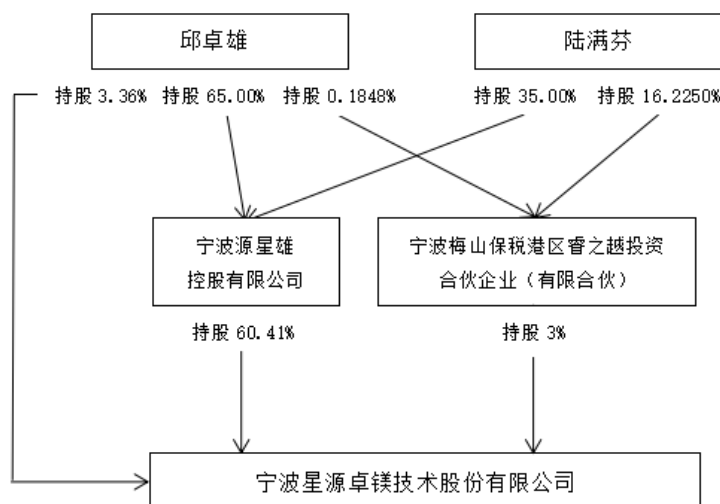 邱卓雄
陆满芬
持股 3.36%
持股 65.00%
持股 0.1848%
持股 35.00%
持股 16.2250%
宁波源星雄
控股有限公司
宁波梅山保税港区睿之越投资
合伙企业（有限合伙）
持股 60.41%
持股 3%
宁波星源卓镁技术股份有限公司